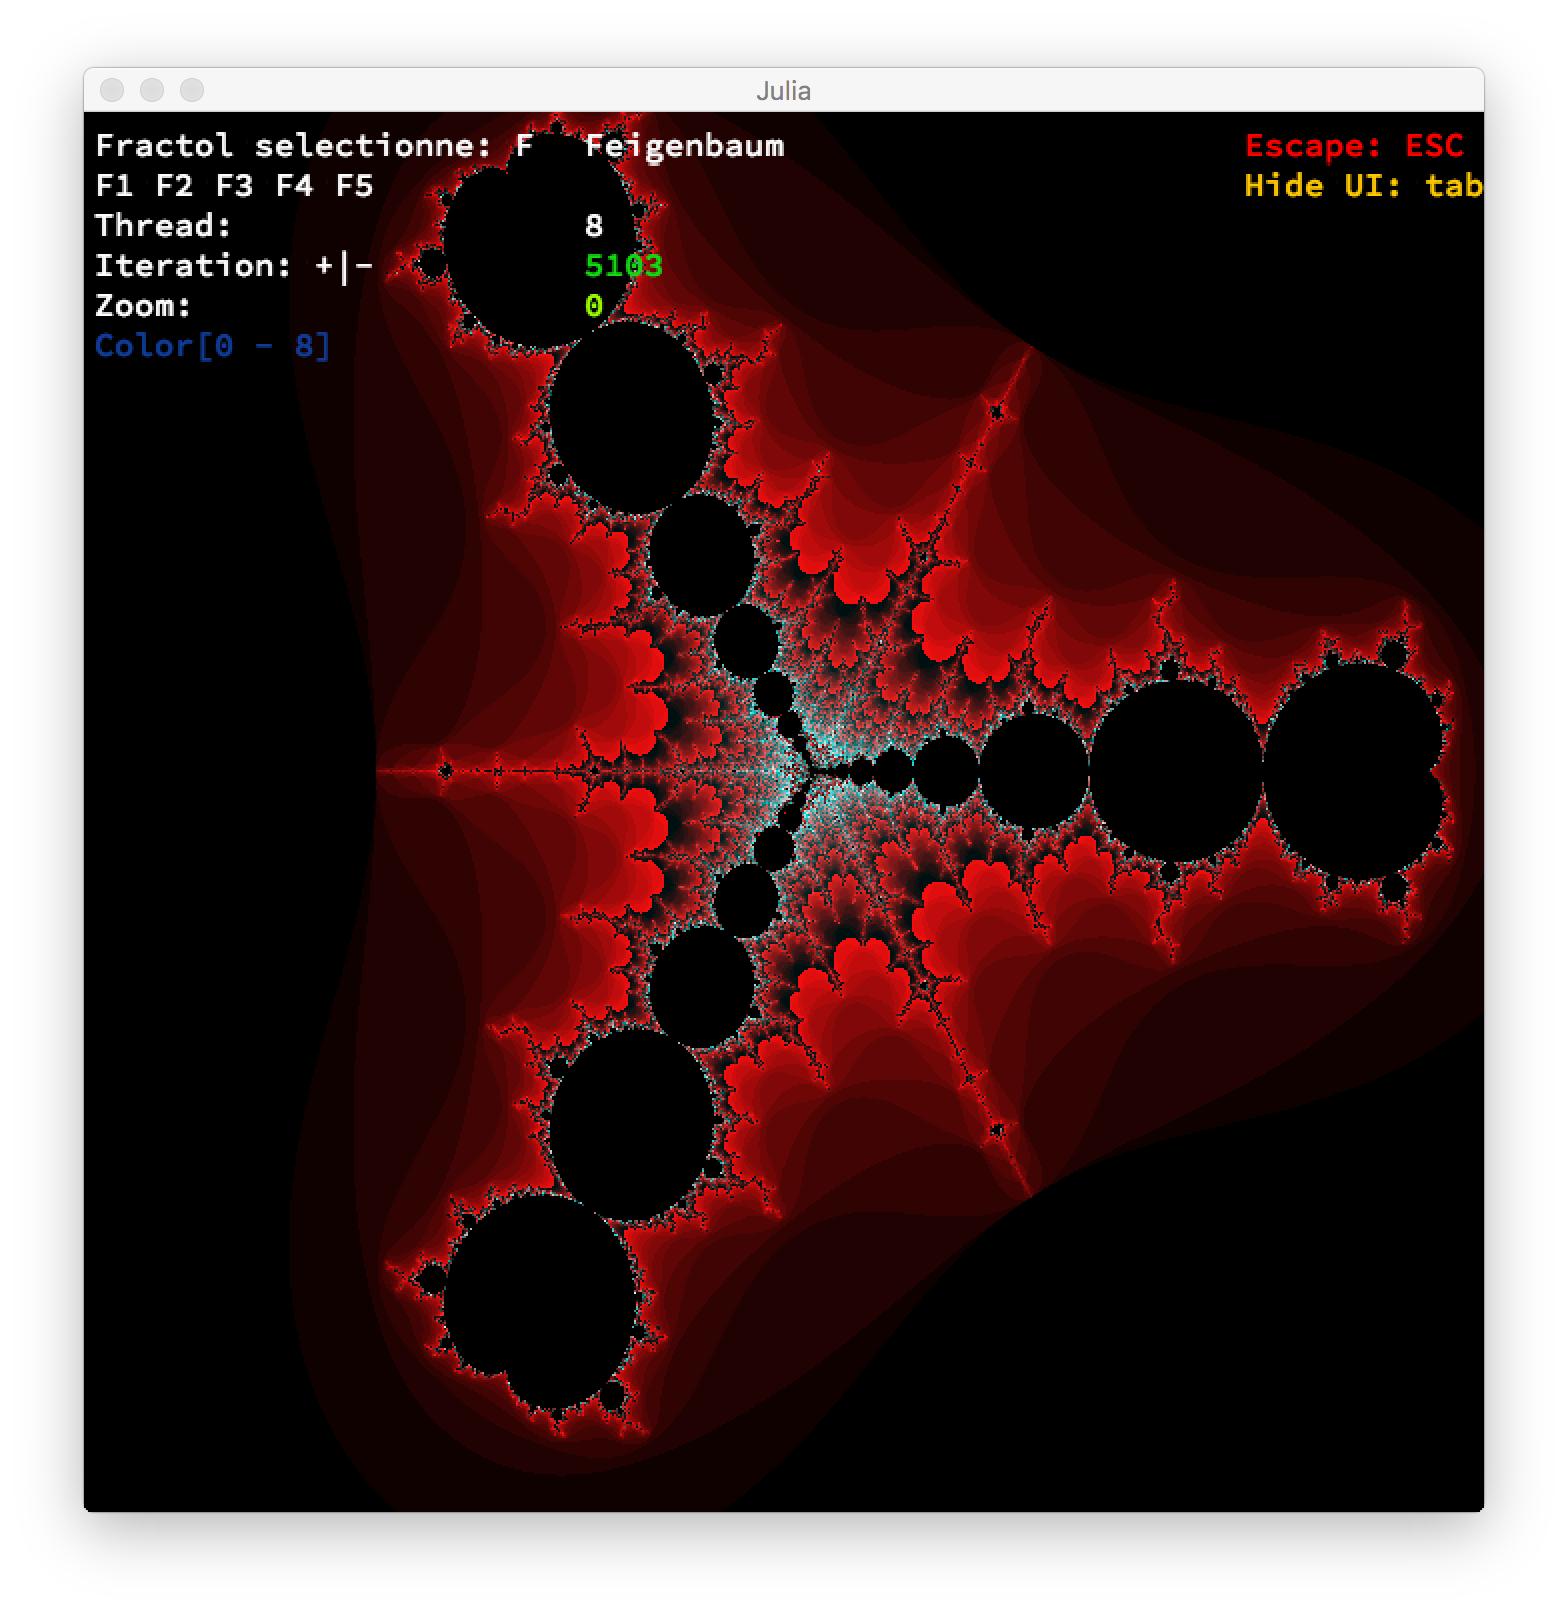 Julia
Fractol selectionne: F Feigenbaum
Escape: ESC
F1 F2 F3 F4 F5
Hide UI: tab
Thread: 8
Iteration: +|- 5103
Zoom: 0
Color[0 - 8]